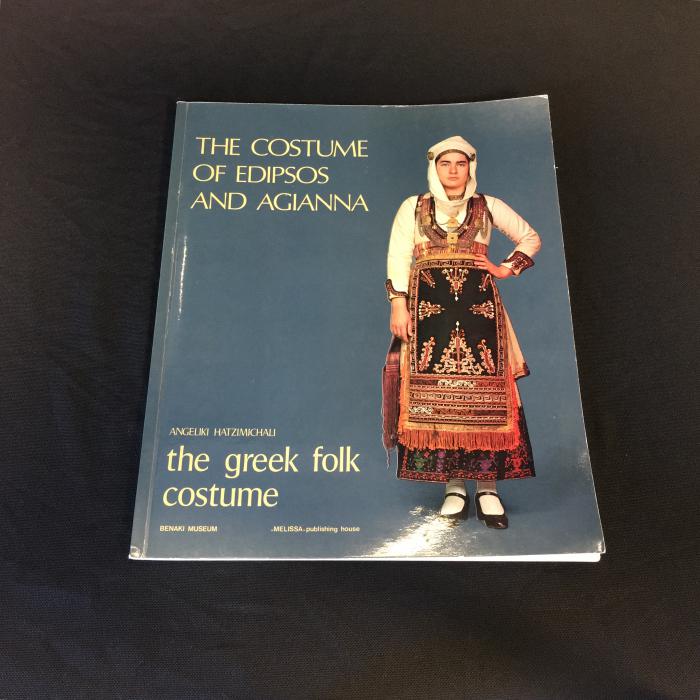 THE COSTUME
OF EDIPSOS
AND AGIANNA
ANGELIKI HATZIMICHALI
the greek folk
costume
BENAKI MUSEUM «MELISSA» publishing house